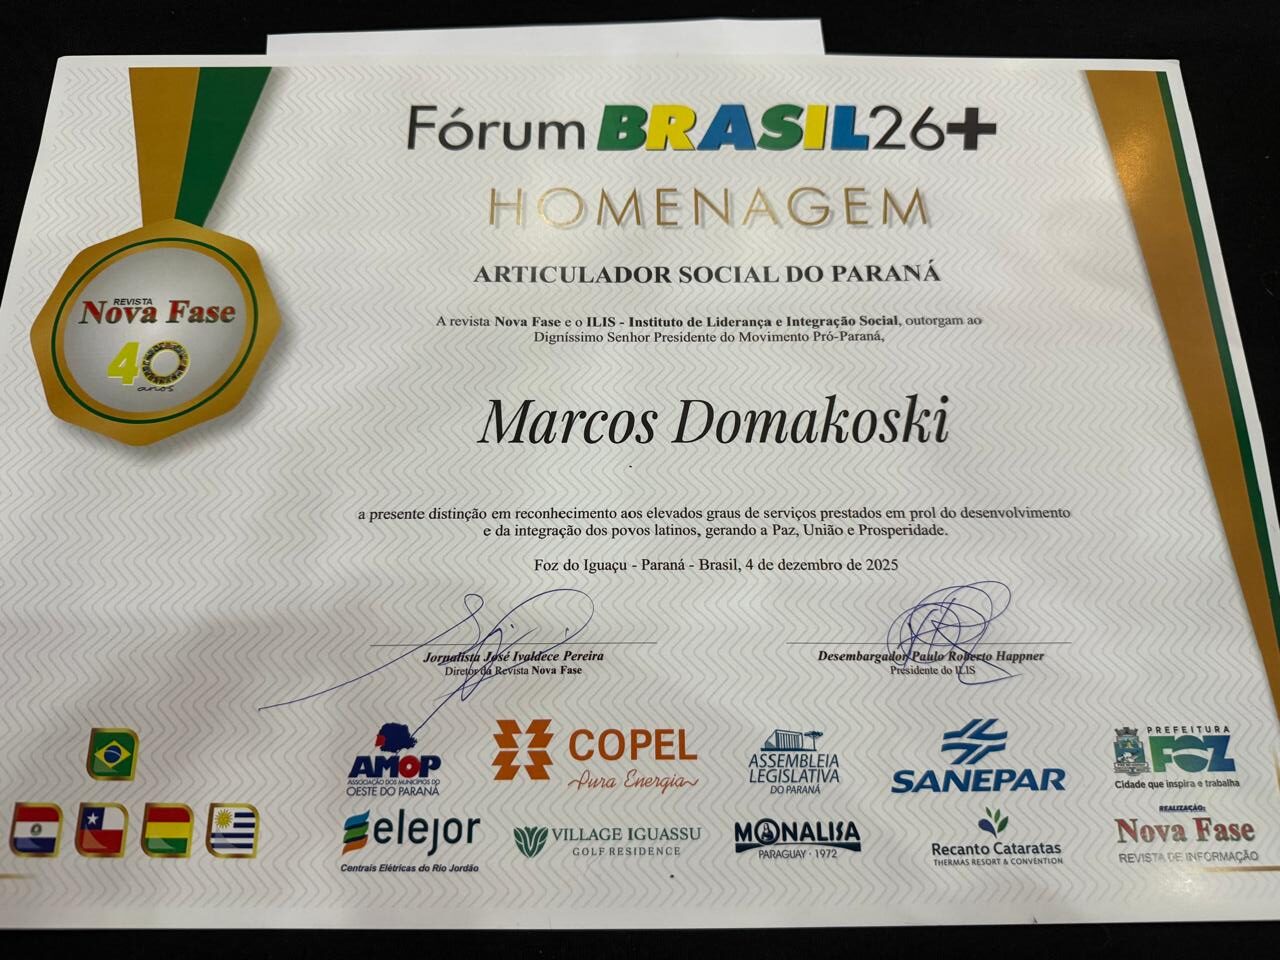 Fórum BRASIL26+
HOMENAGEM
ARTICULADOR SOCIAL DO PARANÁ
A revista Nova Fase e o ILIS - Instituto de Liderança e Integração Social, outorgam ao
Digníssimo Senhor Presidente do Movimento Pró-Paraná,
REVISTA
Nova Fase
40
anos
Marcos Domakoski
a presente distinção em reconhecimento aos elevados graus de serviços prestados em prol do desenvolvimento
e da integração dos povos latinos, gerando a Paz, União e Prosperidade.
Foz do Iguaçu - Paraná - Brasil, 4 de dezembro de 2025
Jornalista José Ivaldece Pereira
Diretor da Revista Nova Fase
Desembargador Paulo Roberto Happner
Presidente do ILIS
AMOP
ASSOCIAÇÃO DOS MUNICÍPIOS DO
OESTE DO PARANÁ
COPEL
Pura Energia
ASSEMBLEIA
LEGISLATIVA
DO PARANÁ
SANEPAR
PREFEITURA
FOZ
Cidade que inspira e trabalha
elejor
Centrais Elétricas do Rio Jordão
VILLAGE IGUASSU
GOLF RESIDENCE
MONALISA
PARAGUAY · 1972
Recanto Cataratas
THERMAS RESORT & CONVENTION
REALIZAÇÃO:
Nova Fase
REVISTA DE INFORMAÇÃO